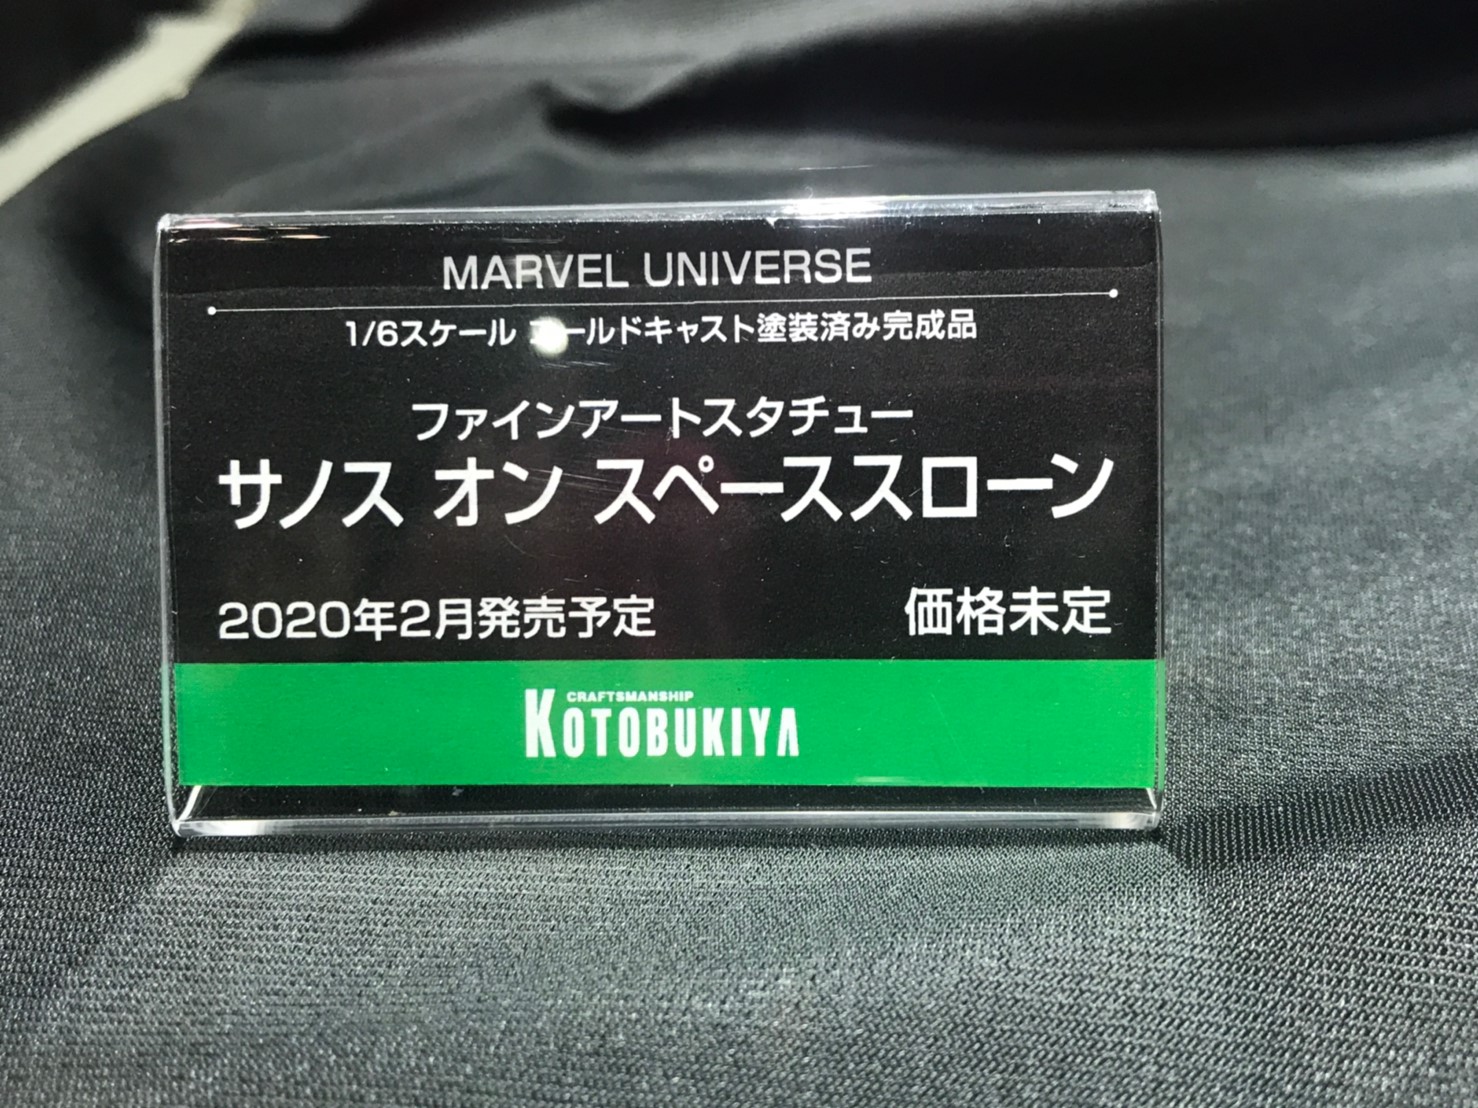 MARVEL UNIVERSE
1/6スケール コールドキャスト塗装済み完成品
ファインアートスタチュー
サノス オン スペーススローン
2020年2月発売予定 価格未定
CRAFTSMANSHIP
KOTOBUKIYA